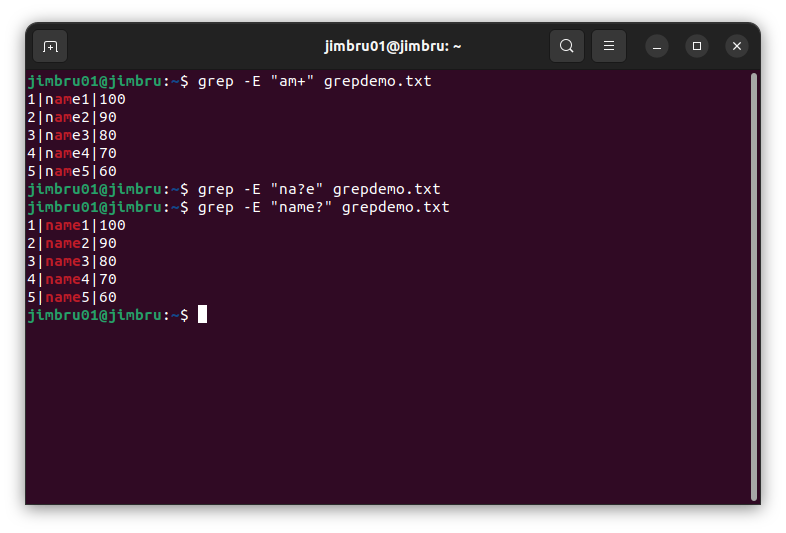 jimbru01@jimbru: ~
jimbru01@jimbru:~$ grep -E "am+" grepdemo.txt
1|name1|100
2|name2|90
3|name3|80
4|name4|70
5|name5|60
jimbru01@jimbru:~$ grep -E "na?e" grepdemo.txt
jimbru01@jimbru:~$ grep -E "name?" grepdemo.txt
1|name1|100
2|name2|90
3|name3|80
4|name4|70
5|name5|60
jimbru01@jimbru:~$